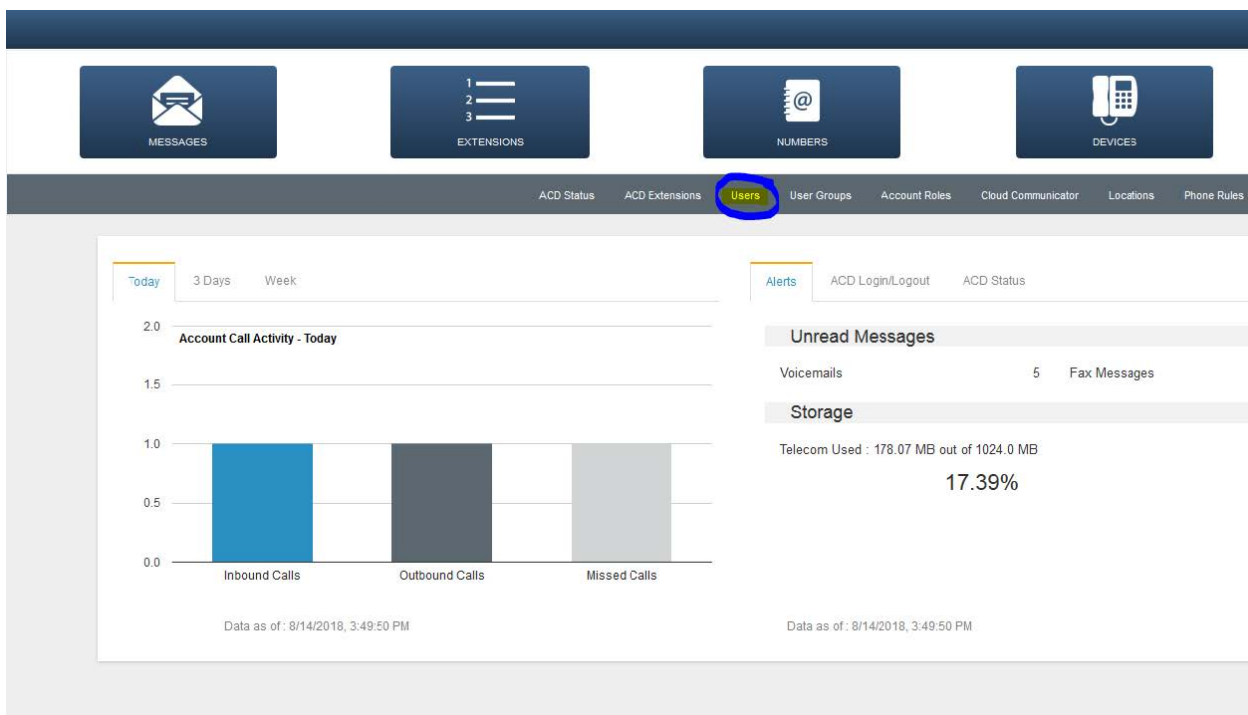 1
2
3
@
MESSAGES
EXTENSIONS
NUMBERS
DEVICES
ACD Status ACD Extensions Users User Groups Account Roles Cloud Communicator Locations Phone Rules
Today 3 Days Week
2.0
Account Call Activity - Today
1.5
1.0
0.5
0.0
Inbound Calls Outbound Calls Missed Calls
Data as of : 8/14/2018, 3:49:50 PM
Alerts ACD Login/Logout ACD Status
Unread Messages
Voicemails 5 Fax Messages
Storage
Telecom Used : 178.07 MB out of 1024.0 MB
17.39%
Data as of : 8/14/2018, 3:49:50 PM